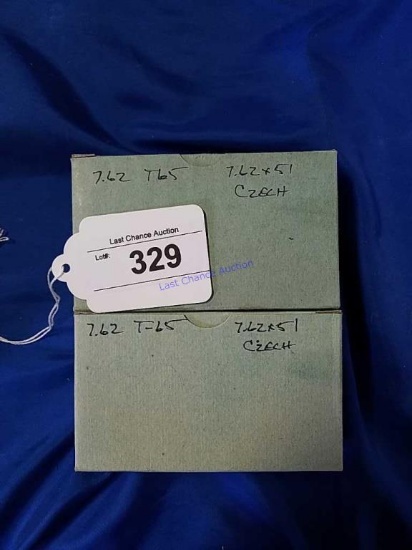 7.62 T65 7.62x51
CZECH
Last Chance Auction
Lot#:
329
Last Chance Auction
7.62 T-65 7.62x51
CZECH